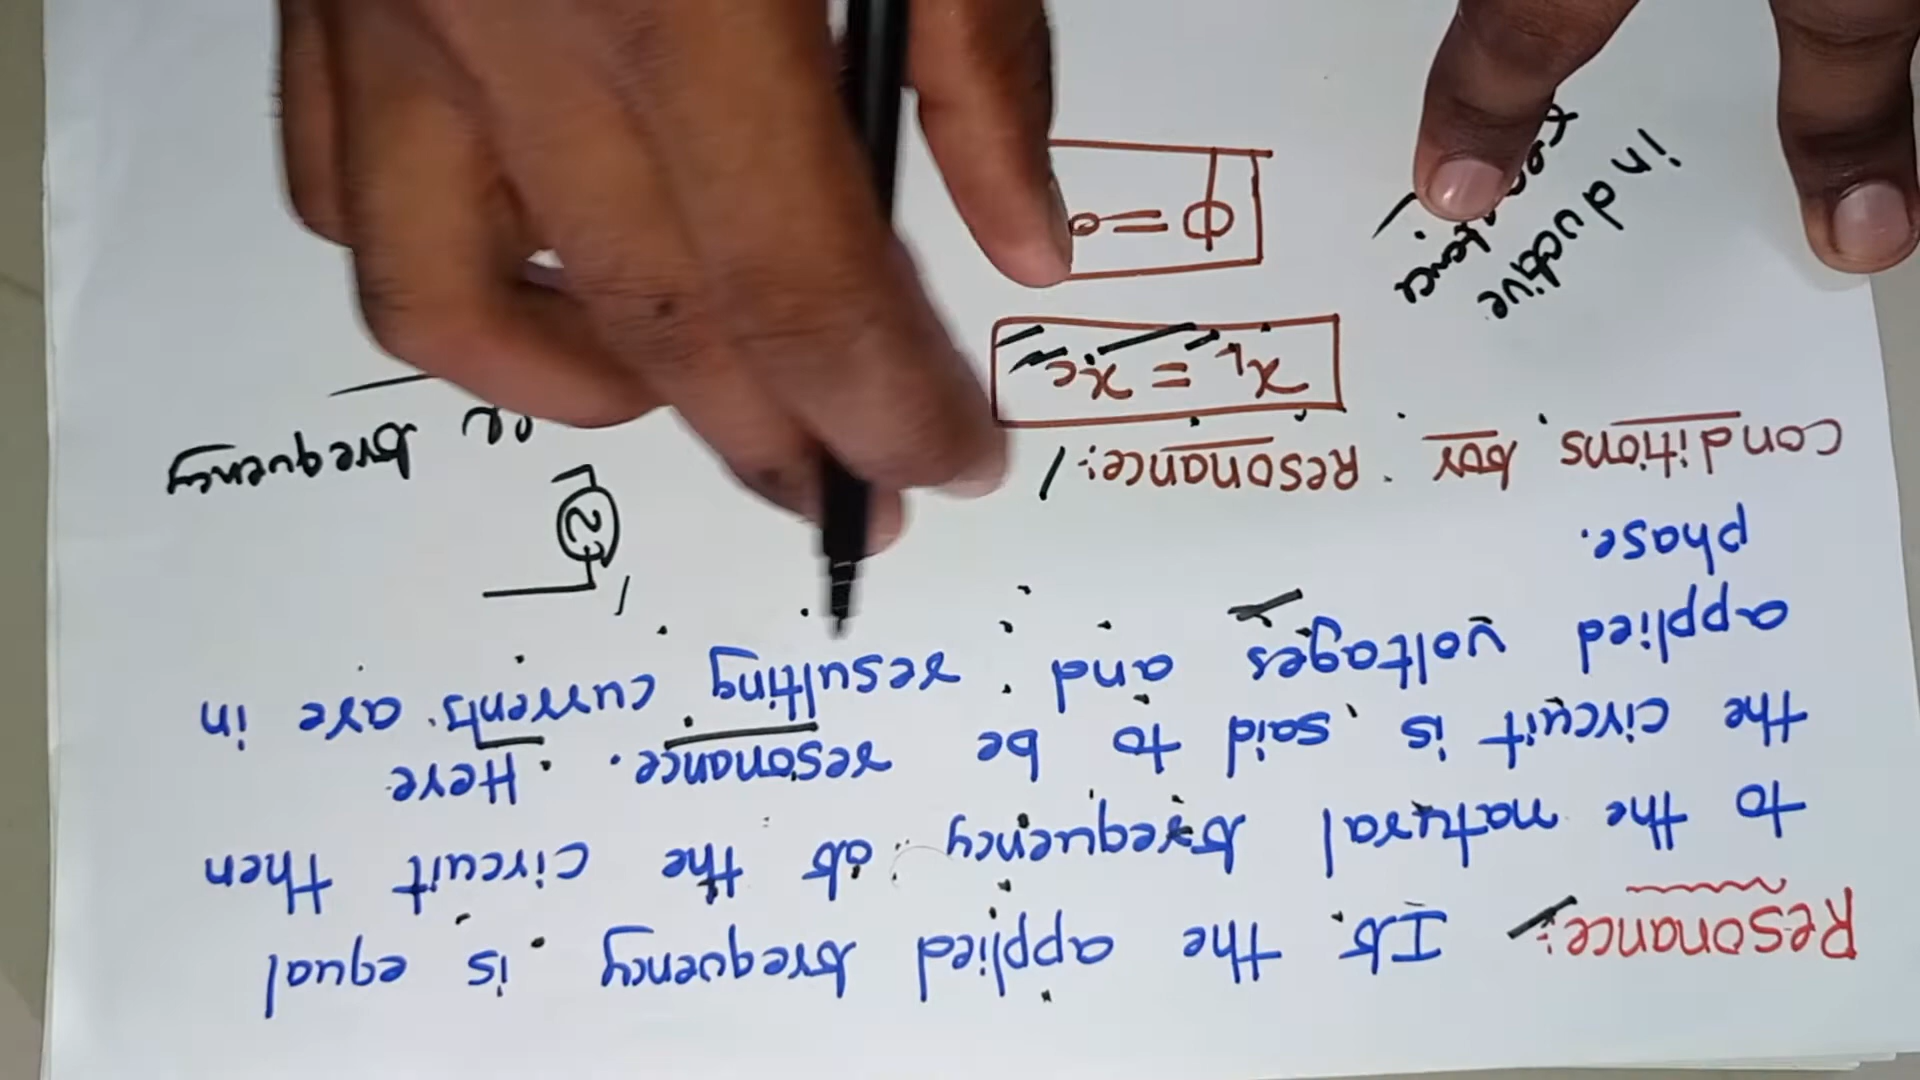 Resonance:- If the applied frequency is equal
to the natural frequency of the circuit then
the circuit is said to be resonance. Here
applied voltages and resulting currents are in
phase.
conditions for Resonance:-
XL = XC
ϕ = 0
inductive
frequency